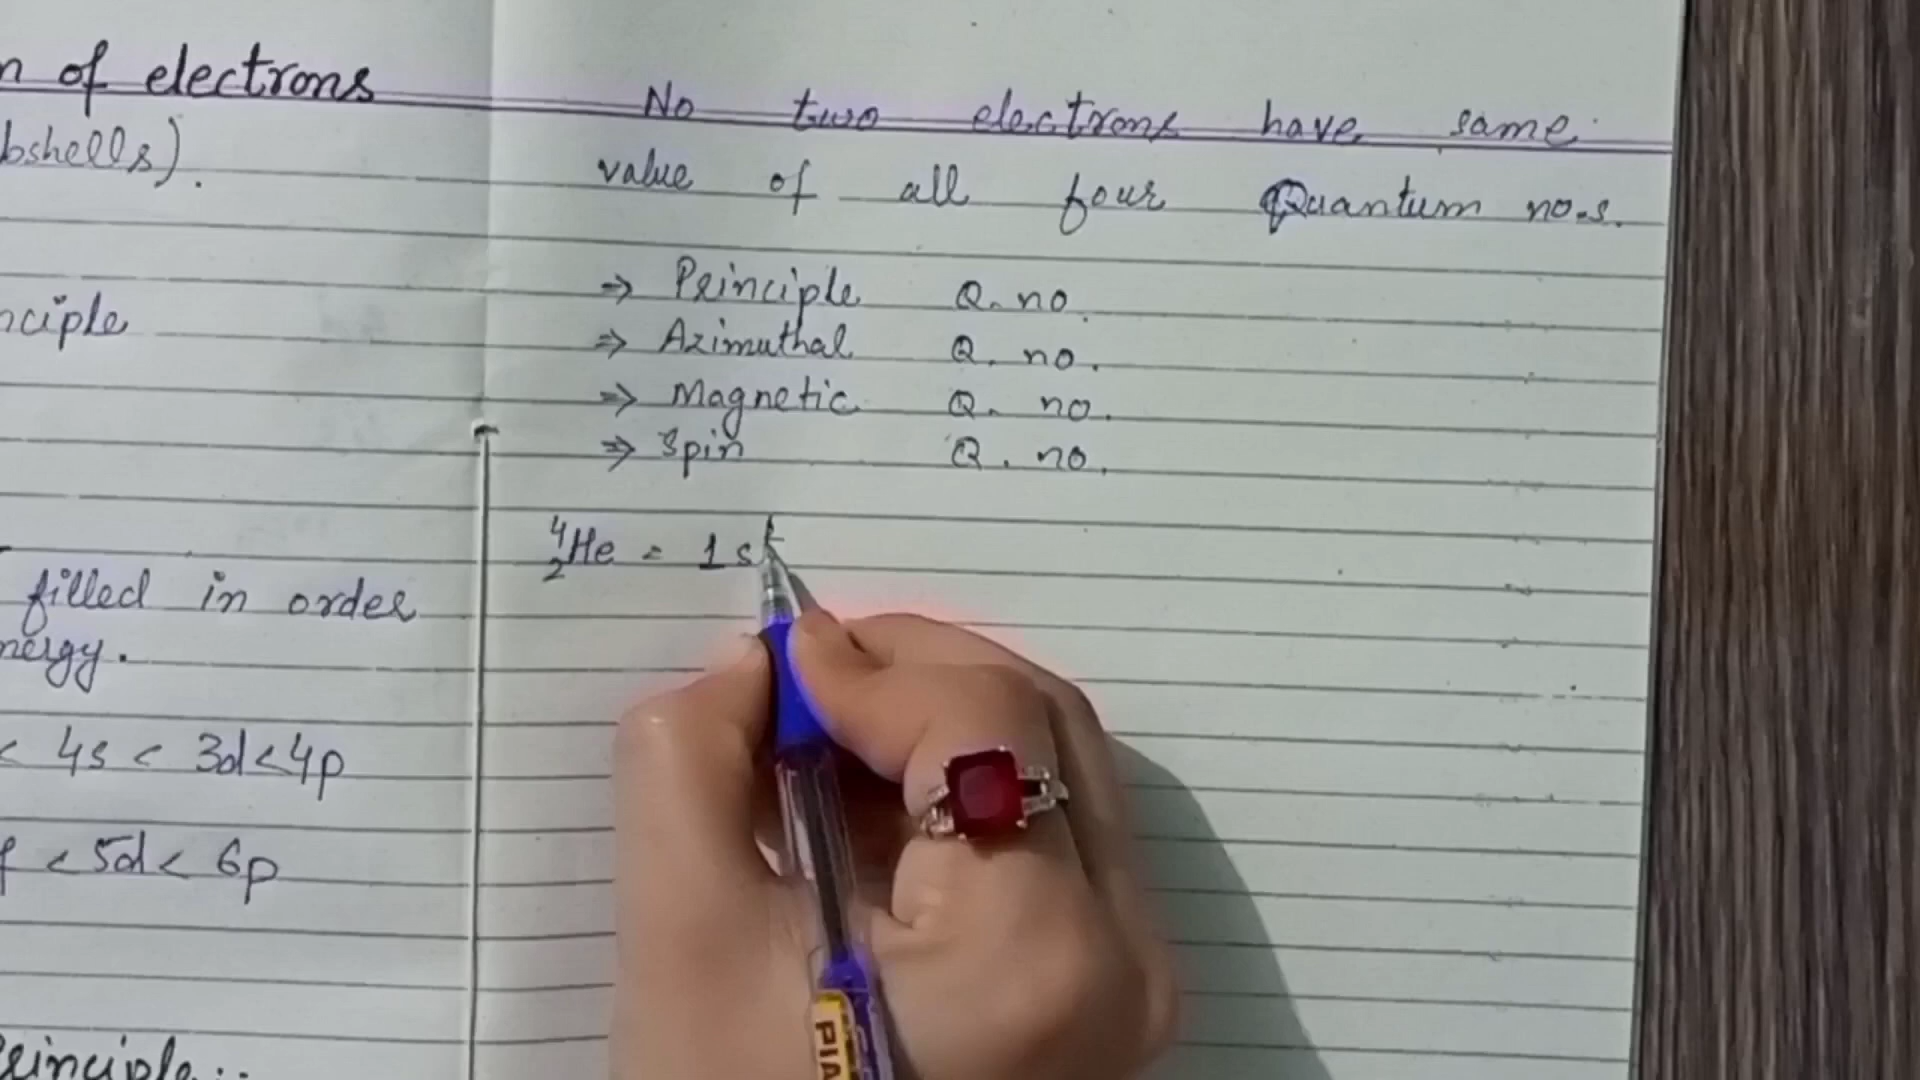 n of electrons
bshells).
nciple
filled in order
nergy.
< 4s < 3d<4p
f < 5d < 6p
Principle :-
No two electrons have same
value of all four Quantum no.s.
⇒ Principle Q. no.
⇒ Azimuthal Q. no.
⇒ Magnetic Q. no.
⇒ Spin Q. no.
⁴₂He = 1s
PIA